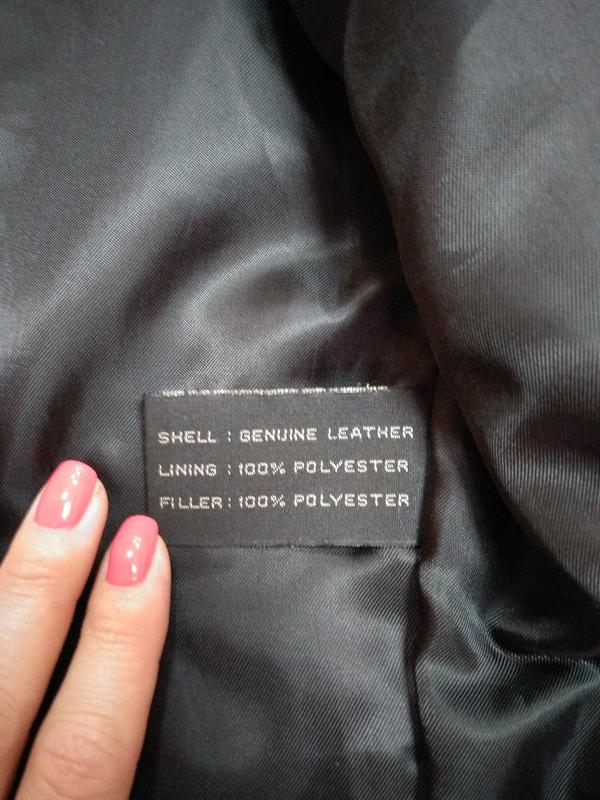 SHELL : GENUINE LEATHER
LINING : 100% POLYESTER
FILLER : 100% POLYESTER